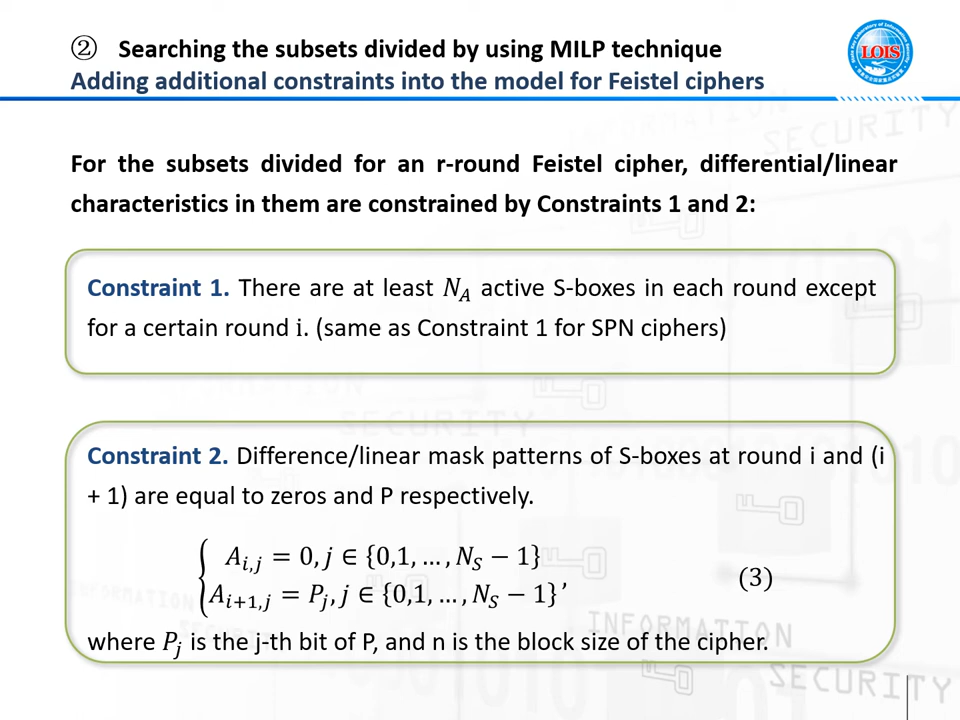 ② Searching the subsets divided by using MILP technique
Adding additional constraints into the model for Feistel ciphers
LOIS
For the subsets divided for an r-round Feistel cipher, differential/linear
characteristics in them are constrained by Constraints 1 and 2:
Constraint 1. There are at least N_A active S-boxes in each round except
for a certain round i. (same as Constraint 1 for SPN ciphers)
Constraint 2. Difference/linear mask patterns of S-boxes at round i and (i
+ 1) are equal to zeros and P respectively.
A_{i,j} = 0, j ∈ {0,1, … , N_S − 1}
A_{i+1,j} = P_j, j ∈ {0,1, … , N_S − 1} ,
(3)
where P_j is the j-th bit of P, and n is the block size of the cipher.
INFORMATION
SECURITY